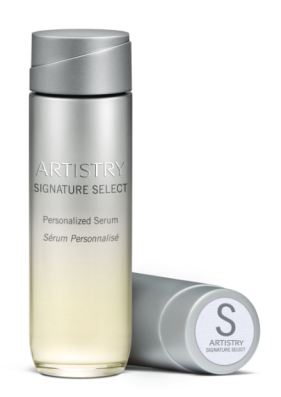 ARTISTRY
SIGNATURE SELECT
Personalized Serum
Sérum Personnalisé
S
ARTISTRY
SIGNATURE SELECT